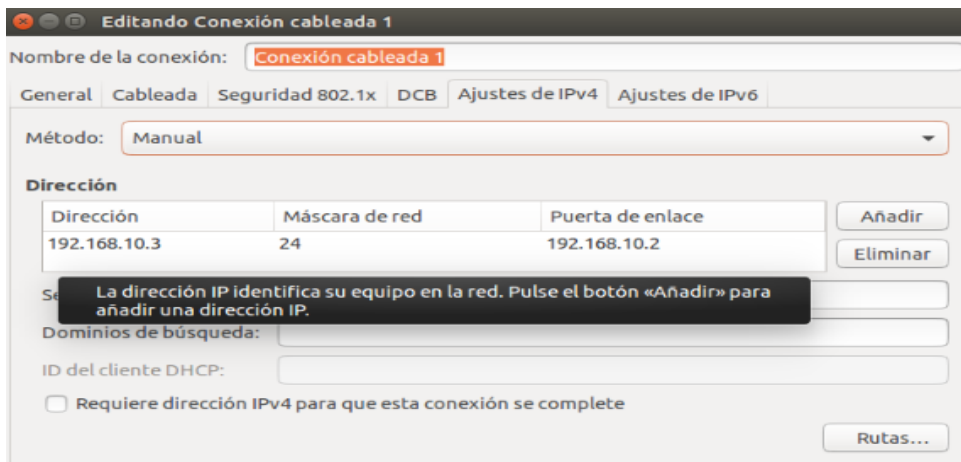 Editando Conexión cableada 1
Nombre de la conexión: Conexión cableada 1
General Cableada Seguridad 802.1x DCB Ajustes de IPv4 Ajustes de IPv6
Método: Manual
Dirección
Dirección Máscara de red Puerta de enlace Añadir
192.168.10.3 24 192.168.10.2
Eliminar
La dirección IP identifica su equipo en la red. Pulse el botón «Añadir» para
añadir una dirección IP.
Dominios de búsqueda:
ID del cliente DHCP:
Requiere dirección IPv4 para que esta conexión se complete
Rutas...